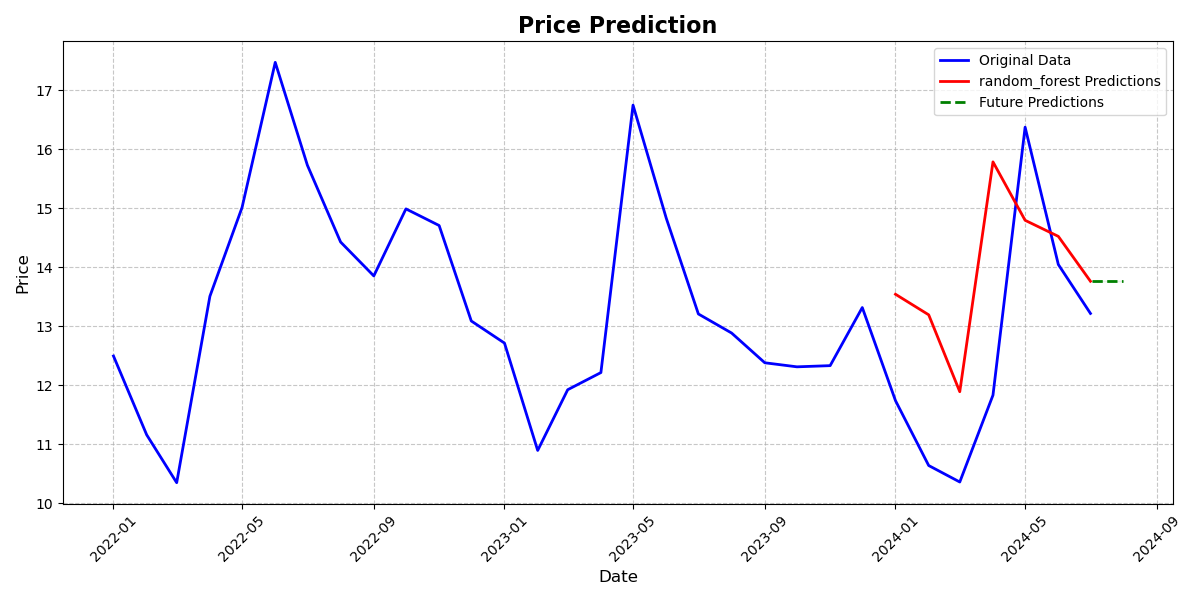 Price Prediction
Original Data
random_forest Predictions
Future Predictions
Price
17
16
15
14
13
12
11
10
2022-01
2022-05
2022-09
2023-01
2023-05
2023-09
2024-01
2024-05
2024-09
Date